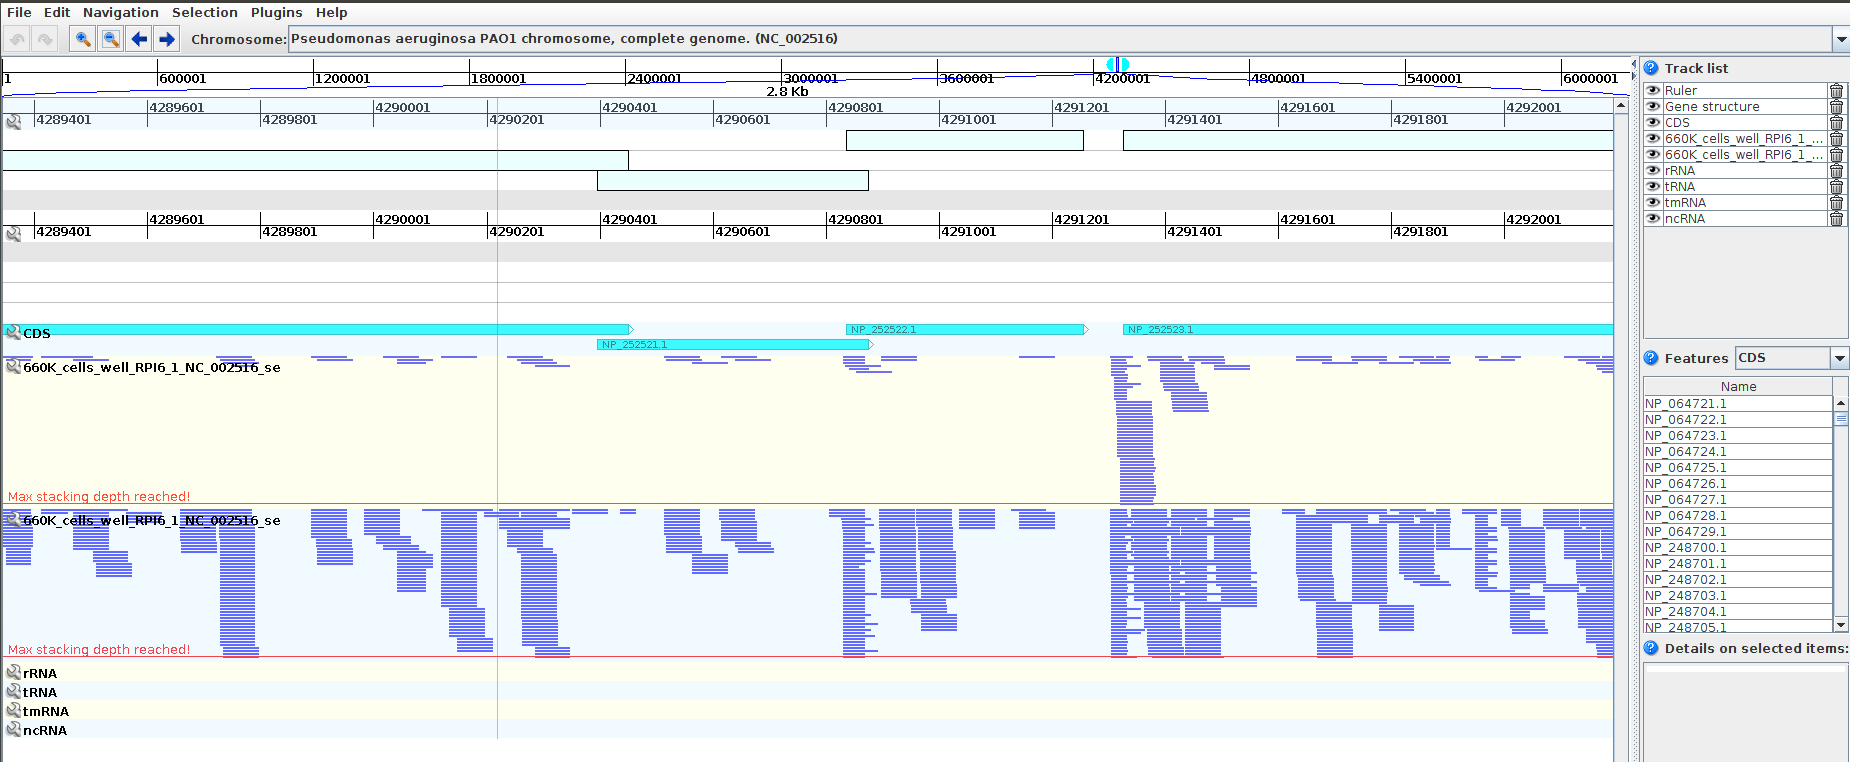 File Edit Navigation Selection Plugins Help
Chromosome: Pseudomonas aeruginosa PAO1 chromosome, complete genome. (NC_002516)
1 600001 1200001 1800001 2400001 3000001 3600001 4200001 4800001 5400001 6000001
2.8 Kb
4289601 4290001 4290401 4290801 4291201 4291601 4292001
4289401 4289801 4290201 4290601 4291001 4291401 4291801
4289601 4290001 4290401 4290801 4291201 4291601 4292001
4289401 4289801 4290201 4290601 4291001 4291401 4291801
CDS
NP_252522.1 NP_252523.1
NP_252521.1
660K_cells_well_RPI6_1_NC_002516_se
Max stacking depth reached!
660K_cells_well_RPI6_1_NC_002516_se
Max stacking depth reached!
rRNA
tRNA
tmRNA
ncRNA
Track list
Ruler
Gene structure
CDS
660K_cells_well_RPI6_1_...
660K_cells_well_RPI6_1_...
rRNA
tRNA
tmRNA
ncRNA
Features CDS
Name
NP_064721.1
NP_064722.1
NP_064723.1
NP_064724.1
NP_064725.1
NP_064726.1
NP_064727.1
NP_064728.1
NP_064729.1
NP_248700.1
NP_248701.1
NP_248702.1
NP_248703.1
NP_248704.1
NP_248705.1
Details on selected items: